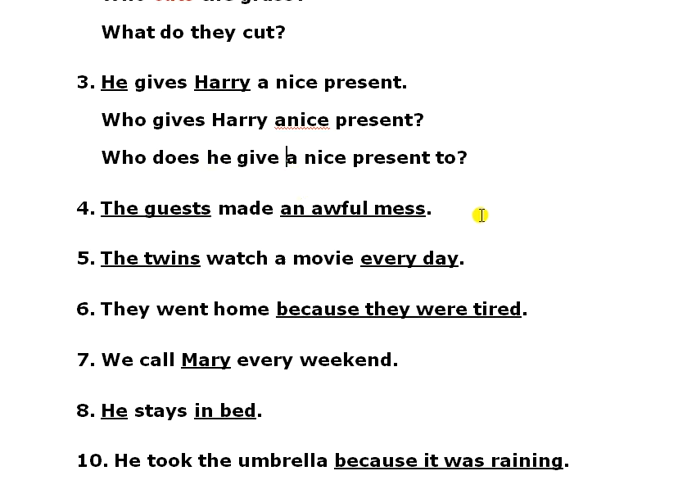 What do they cut?
3. He gives Harry a nice present.
Who gives Harry anice present?
Who does he give a nice present to?
4. The guests made an awful mess.
5. The twins watch a movie every day.
6. They went home because they were tired.
7. We call Mary every weekend.
8. He stays in bed.
10. He took the umbrella because it was raining.